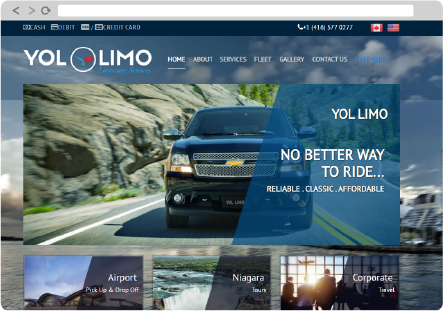 CASH DEBIT / CREDIT CARD +1 (416) 577 0277
YOL LIMO
HOME ABOUT SERVICES FLEET GALLERY CONTACT US
YOL LIMO
NO BETTER WAY
TO RIDE...
RELIABLE . CLASSIC . AFFORDABLE
YOL LIMO
Airport
Pick Up & Drop Off
Niagara
Tours
Corporate
Travel